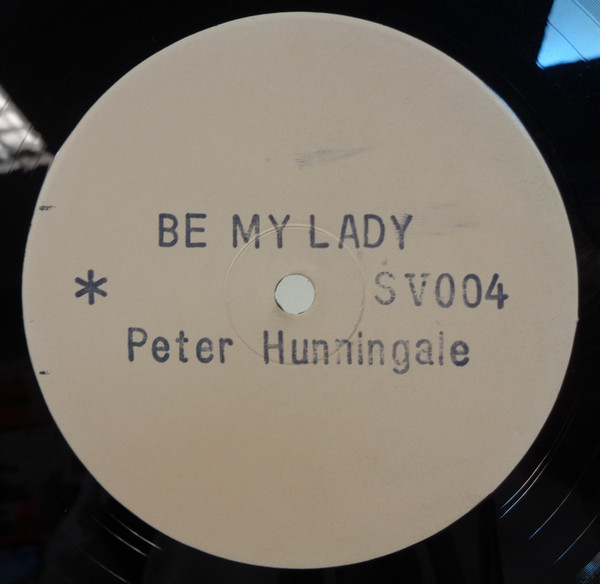 BE MY LADY
* SV004
Peter Hunningale